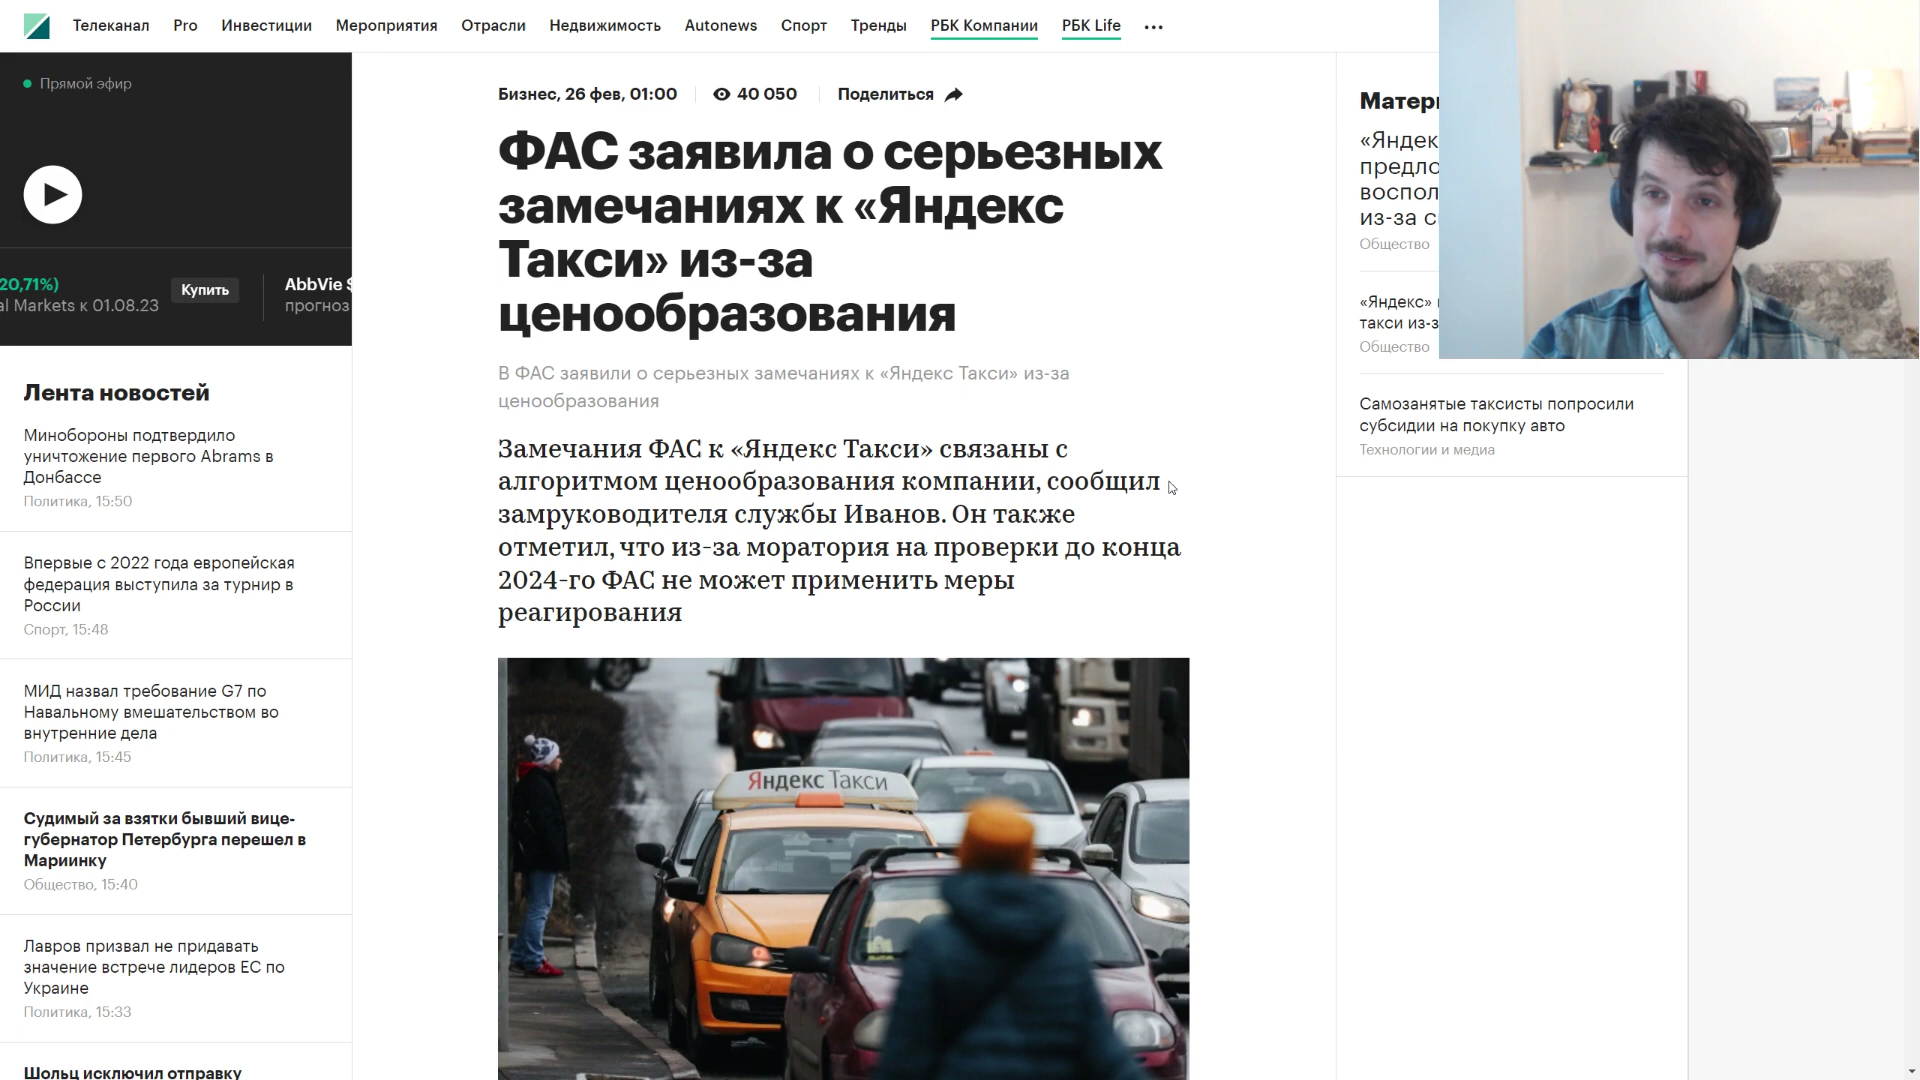 Телеканал Pro Инвестиции Мероприятия Отрасли Недвижимость Autonews Спорт Тренды РБК Компании РБК Life
Прямой эфир
20,71%)
al Markets к 01.08.23
Купить
AbbVie $
прогноз
Лента новостей
Минобороны подтвердило
уничтожение первого Abrams в
Донбассе
Политика, 15:50
Впервые с 2022 года европейская
федерация выступила за турнир в
России
Спорт, 15:48
МИД назвал требование G7 по
Навальному вмешательством во
внутренние дела
Политика, 15:45
Судимый за взятки бывший вице-
губернатор Петербурга перешел в
Мариинку
Общество, 15:40
Лавров призвал не придавать
значение встрече лидеров ЕС по
Украине
Политика, 15:33
Шольц исключил отправку
Бизнес, 26 фев, 01:00 40 050 Поделиться
ФАС заявила о серьезных
замечаниях к «Яндекс
Такси» из-за
ценообразования
В ФАС заявили о серьезных замечаниях к «Яндекс Такси» из-за
ценообразования
Замечания ФАС к «Яндекс Такси» связаны с
алгоритмом ценообразования компании, сообщил
замруководителя службы Иванов. Он также
отметил, что из-за моратория на проверки до конца
2024-го ФАС не может применить меры
реагирования
Яндекс Такси
Матер
«Яндек
предло
воспол
из-за с
Общество
«Яндекс»
такси из-з
Общество
Самозанятые таксисты попросили
субсидии на покупку авто
Технологии и медиа